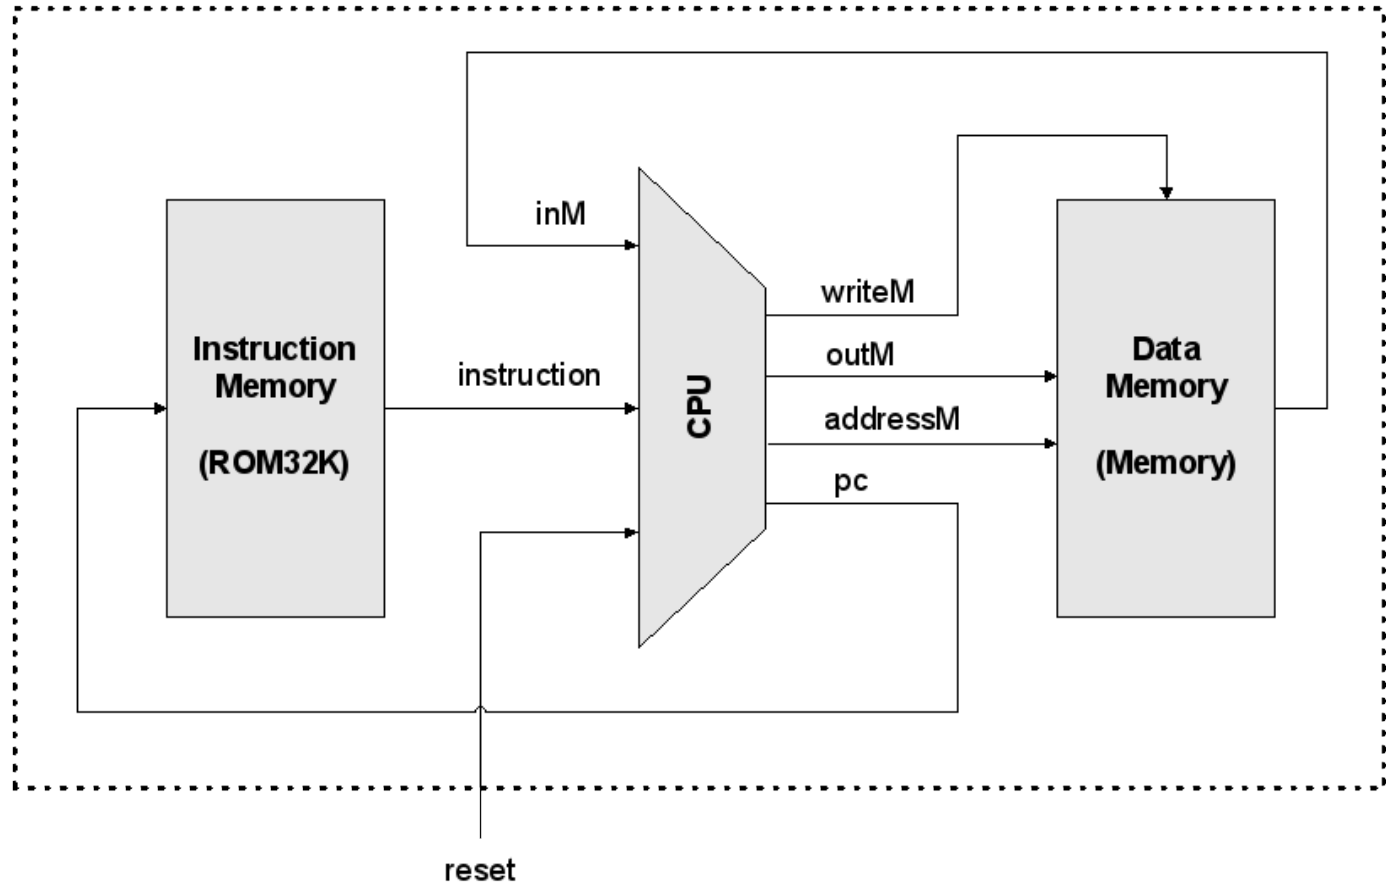 inM
writeM
Instruction
Memory
(ROM32K)
instruction
CPU
outM
addressM
pc
Data
Memory
(Memory)
reset